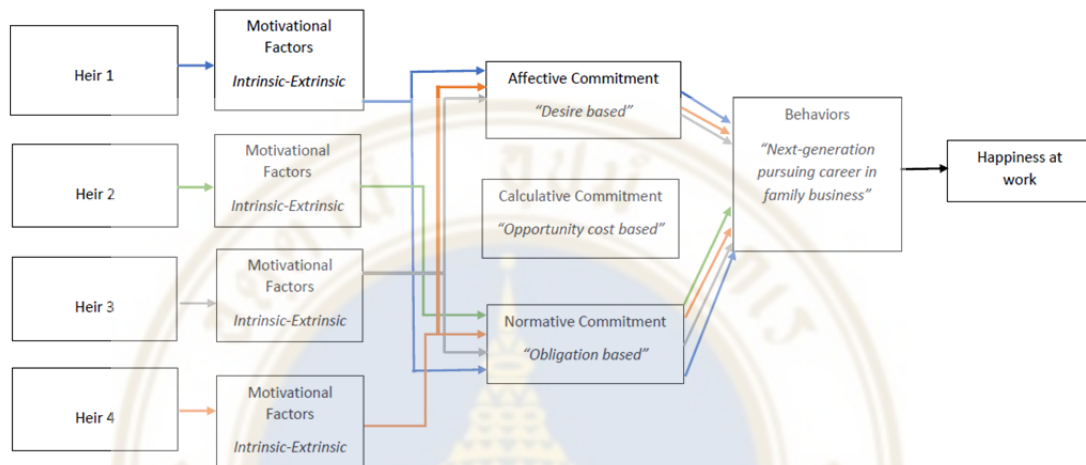 Heir 1
Motivational
Factors
Intrinsic-Extrinsic
Heir 2
Motivational
Factors
Intrinsic-Extrinsic
Heir 3
Motivational
Factors
Intrinsic-Extrinsic
Heir 4
Motivational
Factors
Intrinsic-Extrinsic
Affective Commitment
“Desire based”
Calculative Commitment
“Opportunity cost based”
Normative Commitment
“Obligation based”
Behaviors
“Next-generation
pursuing career in
family business”
Happiness at
work